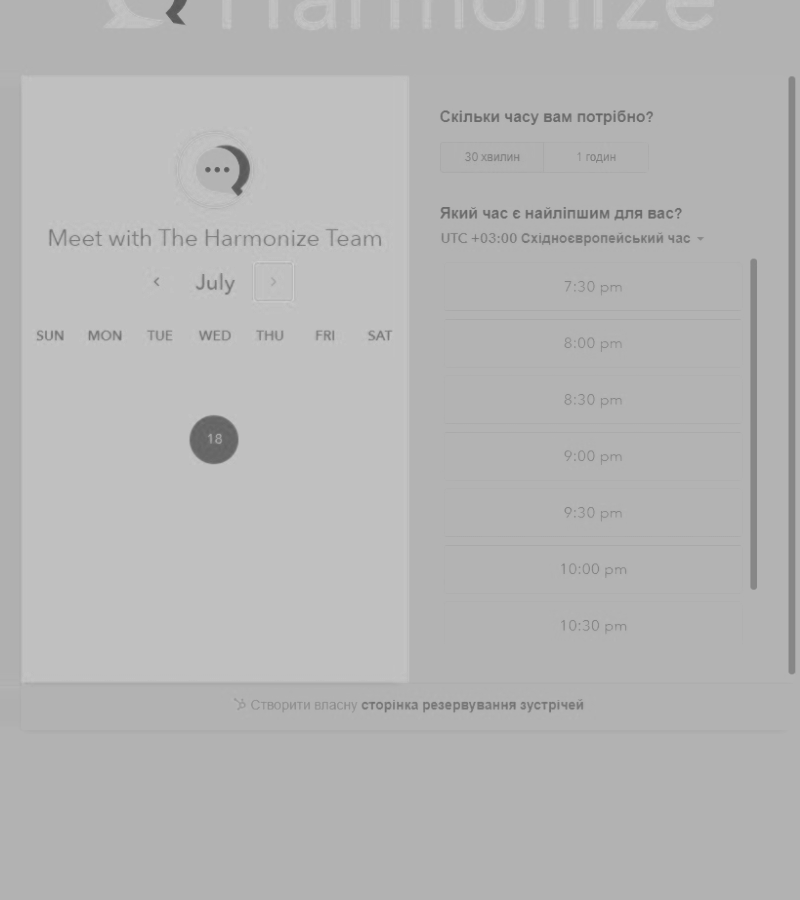 Harmonize
Meet with The Harmonize Team
July
SUN MON TUE WED THU FRI SAT
18
Скільки часу вам потрібно?
30 хвилин 1 годин
Який час є найліпшим для вас?
UTC +03:00 Східноєвропейський час
7:30 pm
8:00 pm
8:30 pm
9:00 pm
9:30 pm
10:00 pm
10:30 pm
Створити власну сторінка резервування зустрічей